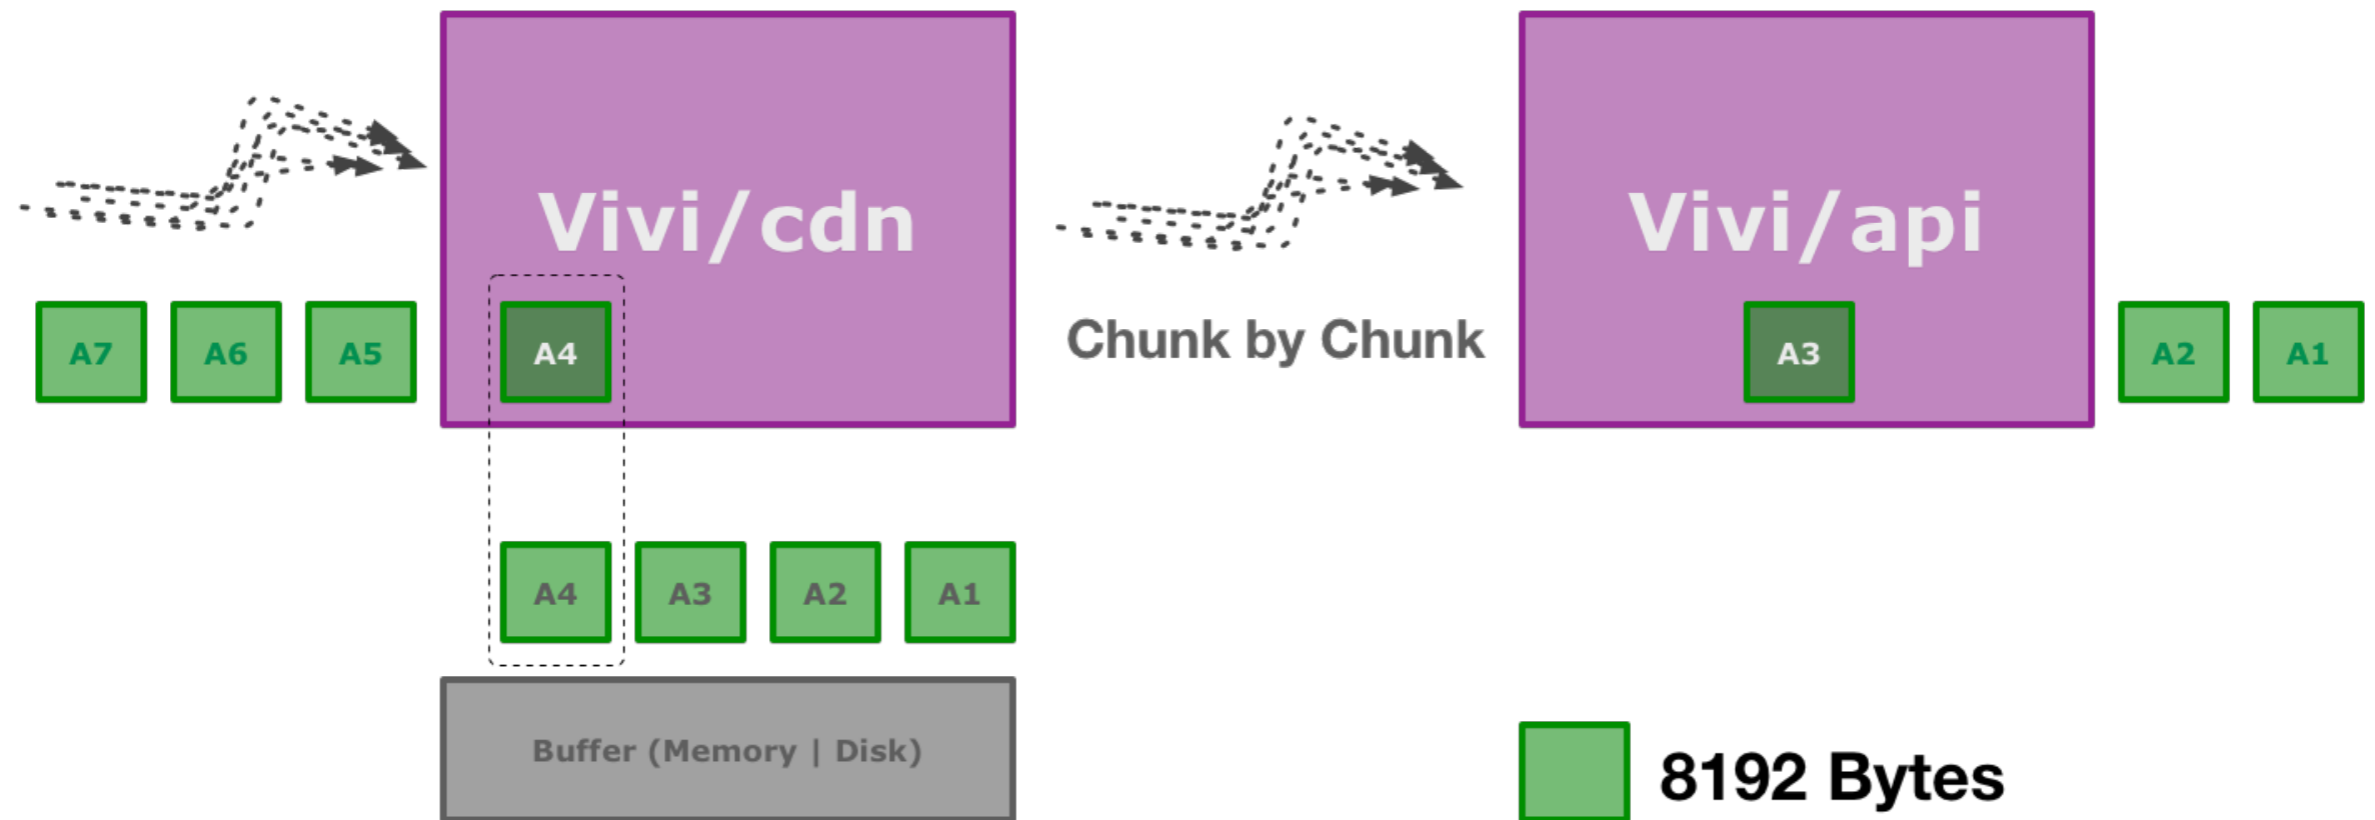 Vivi/cdn
Vivi/api
A7 A6 A5 A4
Chunk by Chunk
A3
A2 A1
A4 A3 A2 A1
Buffer (Memory | Disk)
8192 Bytes